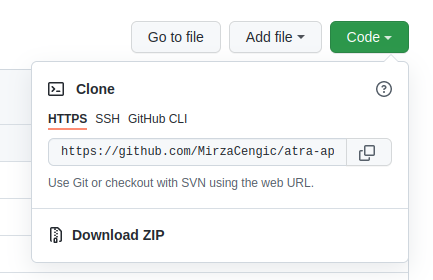 Go to file Add file Code
Clone
HTTPS SSH GitHub CLI
https://github.com/MirzaCengic/atra-ap
Use Git or checkout with SVN using the web URL.
Download ZIP